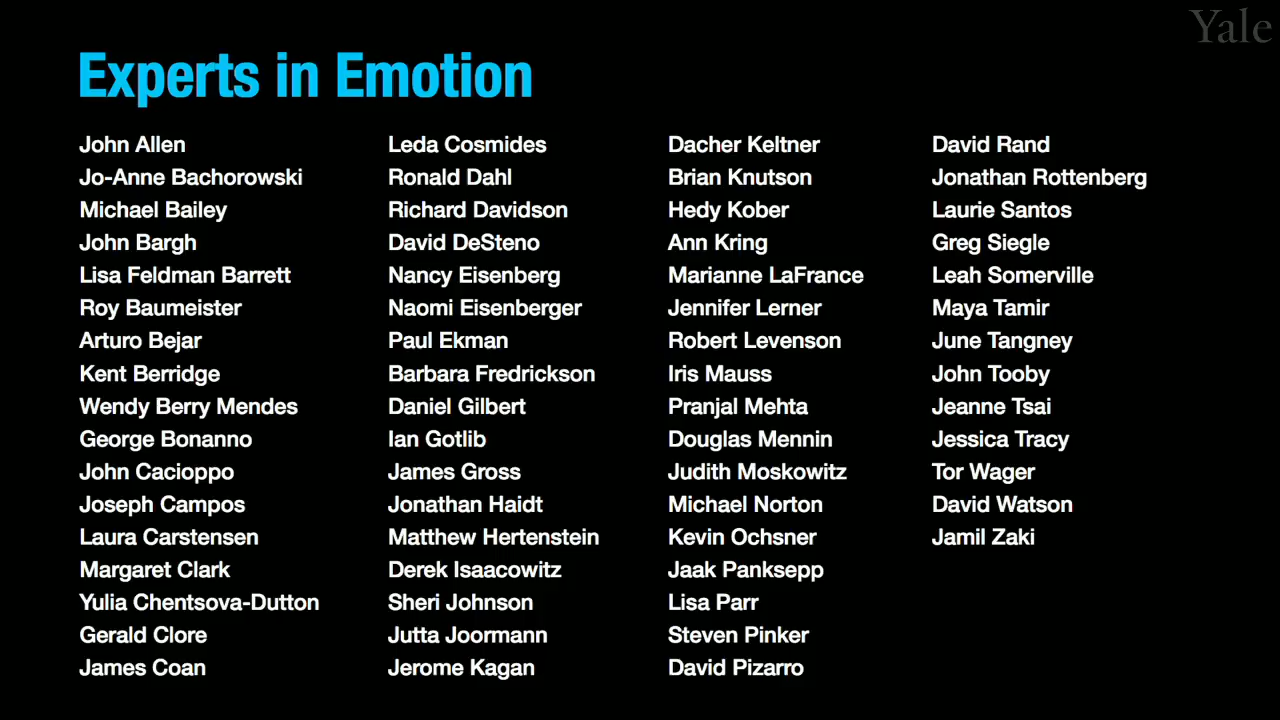 Yale
Experts in Emotion
John Allen
Jo-Anne Bachorowski
Michael Bailey
John Bargh
Lisa Feldman Barrett
Roy Baumeister
Arturo Bejar
Kent Berridge
Wendy Berry Mendes
George Bonanno
John Cacioppo
Joseph Campos
Laura Carstensen
Margaret Clark
Yulia Chentsova-Dutton
Gerald Clore
James Coan
Leda Cosmides
Ronald Dahl
Richard Davidson
David DeSteno
Nancy Eisenberg
Naomi Eisenberger
Paul Ekman
Barbara Fredrickson
Daniel Gilbert
Ian Gotlib
James Gross
Jonathan Haidt
Matthew Hertenstein
Derek Isaacowitz
Sheri Johnson
Jutta Joormann
Jerome Kagan
Dacher Keltner
Brian Knutson
Hedy Kober
Ann Kring
Marianne LaFrance
Jennifer Lerner
Robert Levenson
Iris Mauss
Pranjal Mehta
Douglas Mennin
Judith Moskowitz
Michael Norton
Kevin Ochsner
Jaak Panksepp
Lisa Parr
Steven Pinker
David Pizarro
David Rand
Jonathan Rottenberg
Laurie Santos
Greg Siegle
Leah Somerville
Maya Tamir
June Tangney
John Tooby
Jeanne Tsai
Jessica Tracy
Tor Wager
David Watson
Jamil Zaki